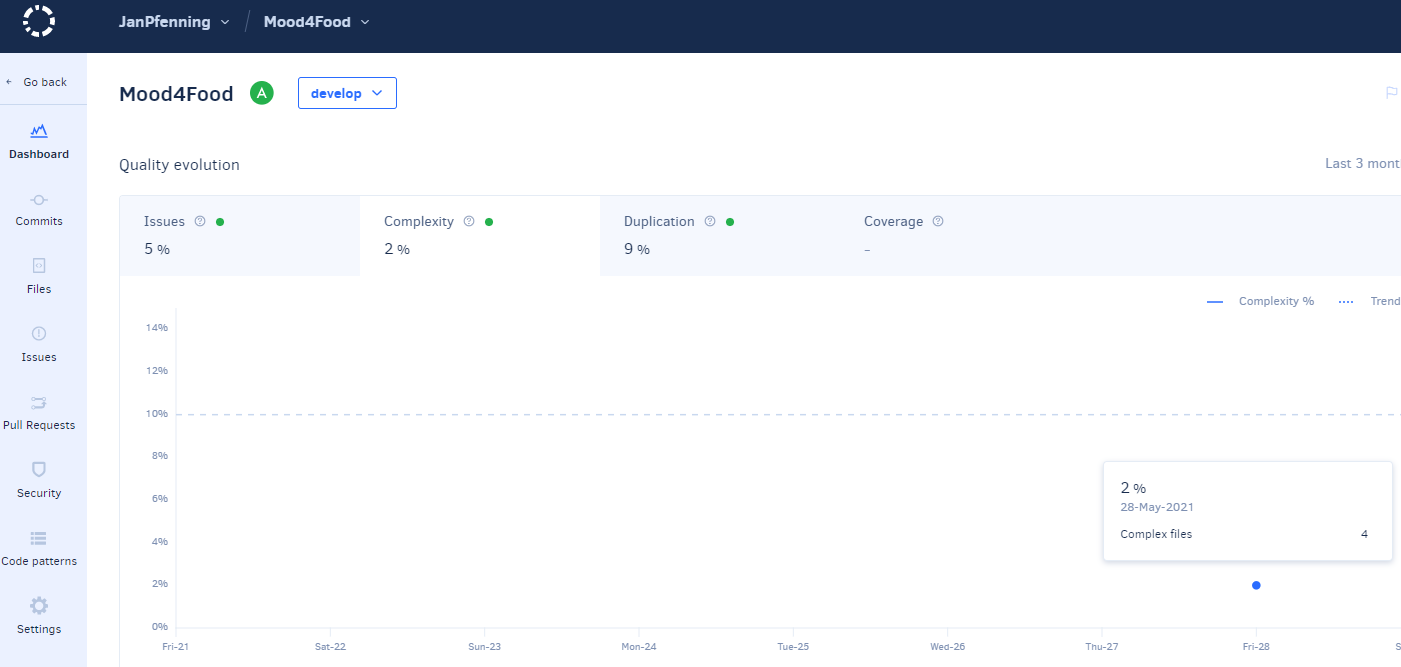 JanPfenning / Mood4Food
← Go back
Mood4Food A develop
Dashboard
Quality evolution Last 3 mont
Commits
Issues ? Complexity ? Duplication ? Coverage ?
5 % 2 % 9 % –
Files
Complexity % Trend
Issues
Pull Requests
Security
Code patterns
Settings
14%
12%
10%
8%
6%
4%
2%
0%
2 %
28-May-2021
Complex files 4
Fri-21 Sat-22 Sun-23 Mon-24 Tue-25 Wed-26 Thu-27 Fri-28 S